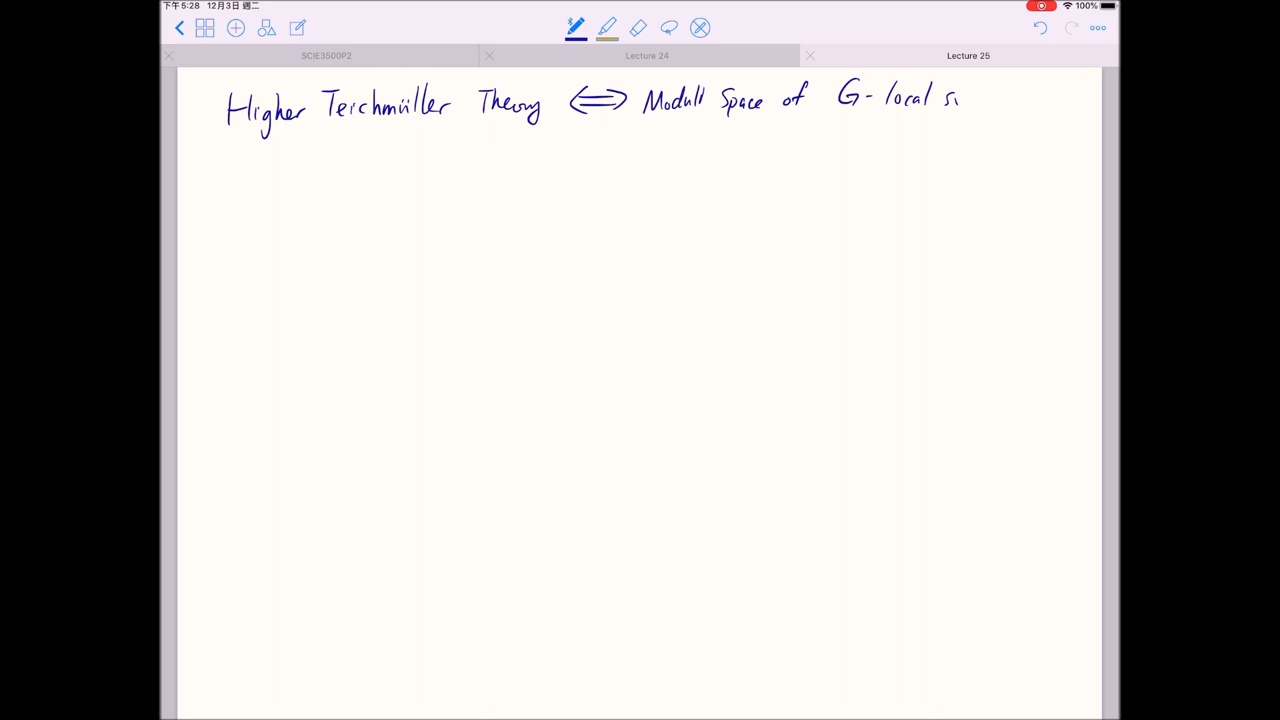 下午5:28 12月3日 週二 100%
SCIE3500P2 Lecture 24 Lecture 25
Higher Teichmüller Theory ⟺ Moduli Space of G-local